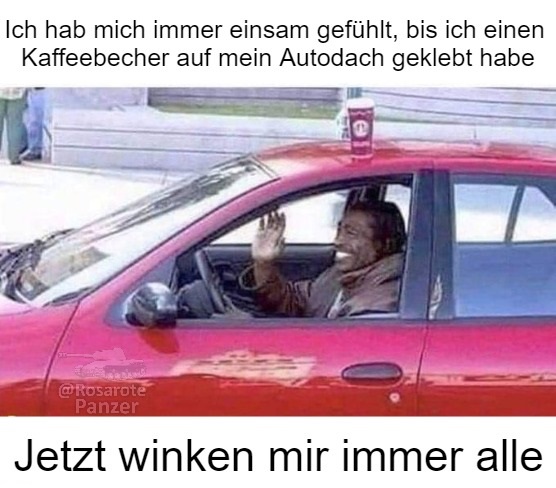 Ich hab mich immer einsam gefühlt, bis ich einen
Kaffeebecher auf mein Autodach geklebt habe
@Rosarote
Panzer
Jetzt winken mir immer alle